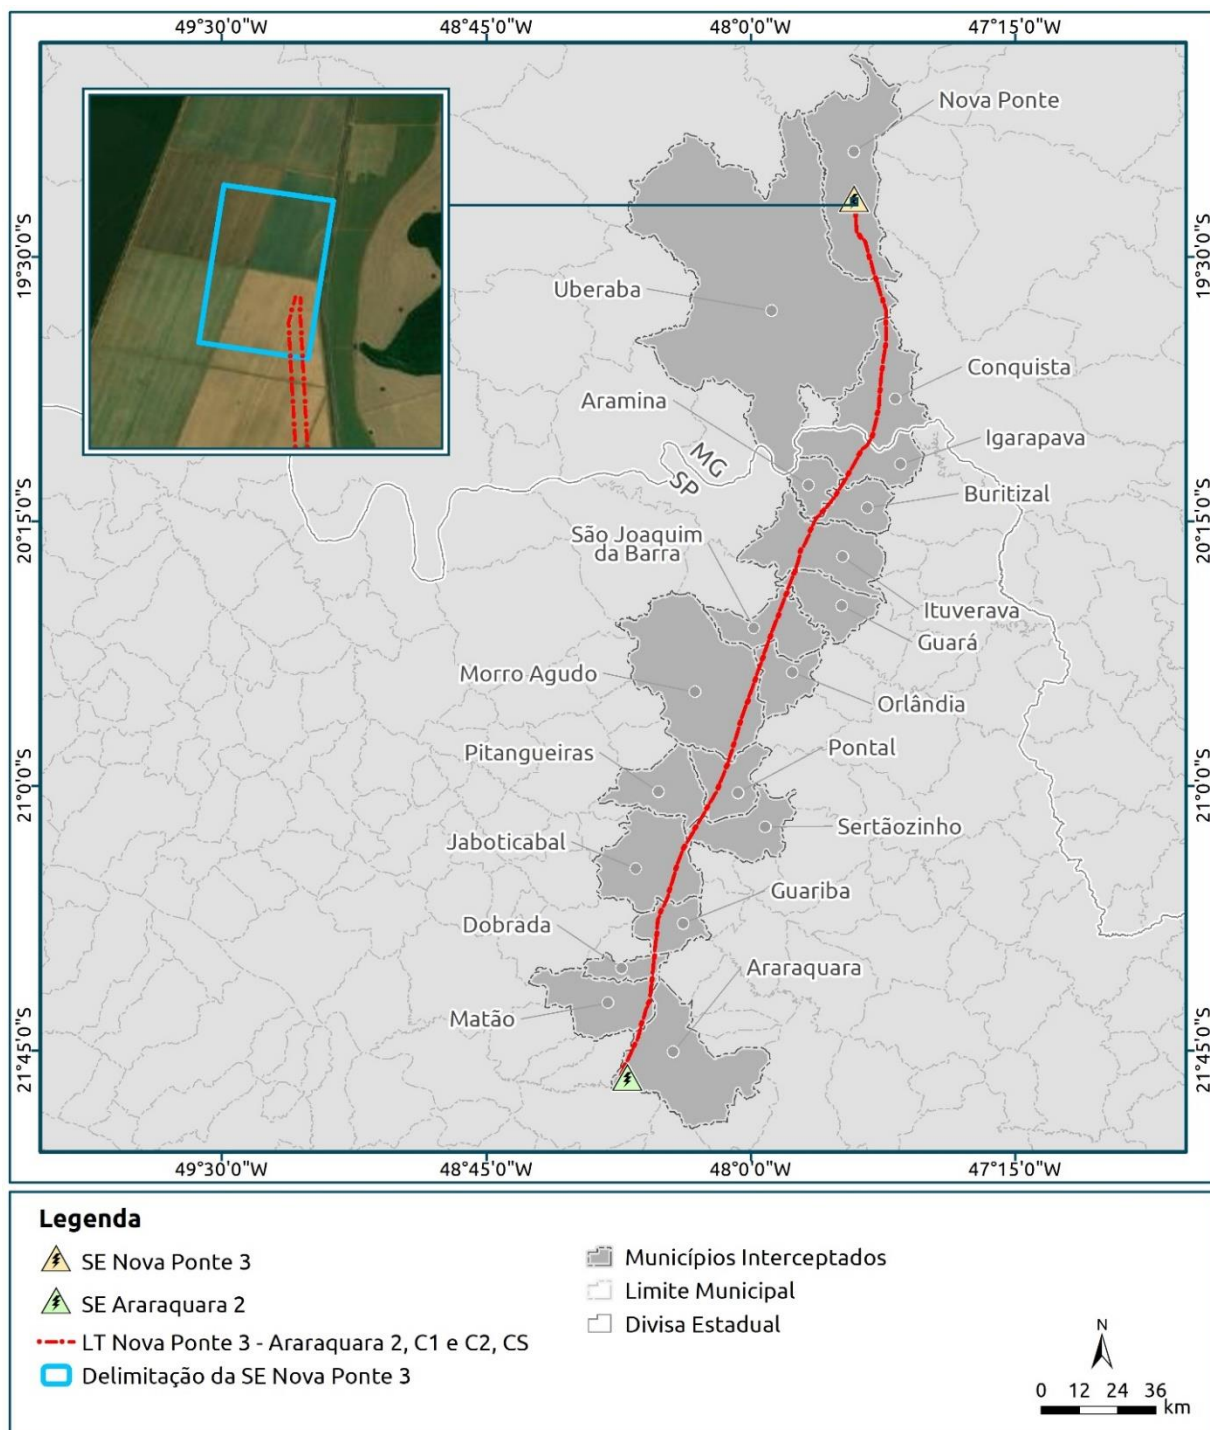 49°30'0"W 48°45'0"W 48°0'0"W 47°15'0"W
Nova Ponte
19°30'0"S
19°30'0"S
Uberaba
Conquista
Aramina
Igarapava
MG
SP
Buritizal
20°15'0"S
20°15'0"S
São Joaquim
da Barra
Ituverava
Guará
Morro Agudo
Orlândia
Pitangueiras
Pontal
21°0'0"S
21°0'0"S
Sertãozinho
Jaboticabal
Guariba
Dobrada
Araraquara
Matão
21°45'0"S
21°45'0"S
49°30'0"W 48°45'0"W 48°0'0"W 47°15'0"W
Legenda
SE Nova Ponte 3
SE Araraquara 2
LT Nova Ponte 3 - Araraquara 2, C1 e C2, CS
Delimitação da SE Nova Ponte 3
Municípios Interceptados
Limite Municipal
Divisa Estadual
N
0 12 24 36
km